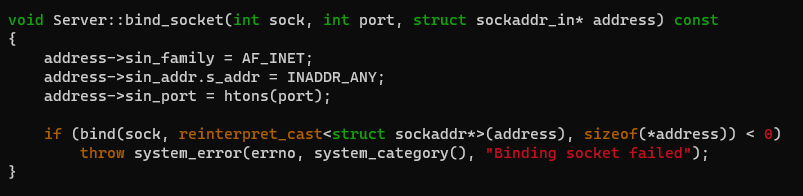 void Server::bind_socket(int sock, int port, struct sockaddr_in* address) const
{
    address->sin_family = AF_INET;
    address->sin_addr.s_addr = INADDR_ANY;
    address->sin_port = htons(port);

    if (bind(sock, reinterpret_cast<struct sockaddr*>(address), sizeof(*address)) < 0)
        throw system_error(errno, system_category(), "Binding socket failed");
}